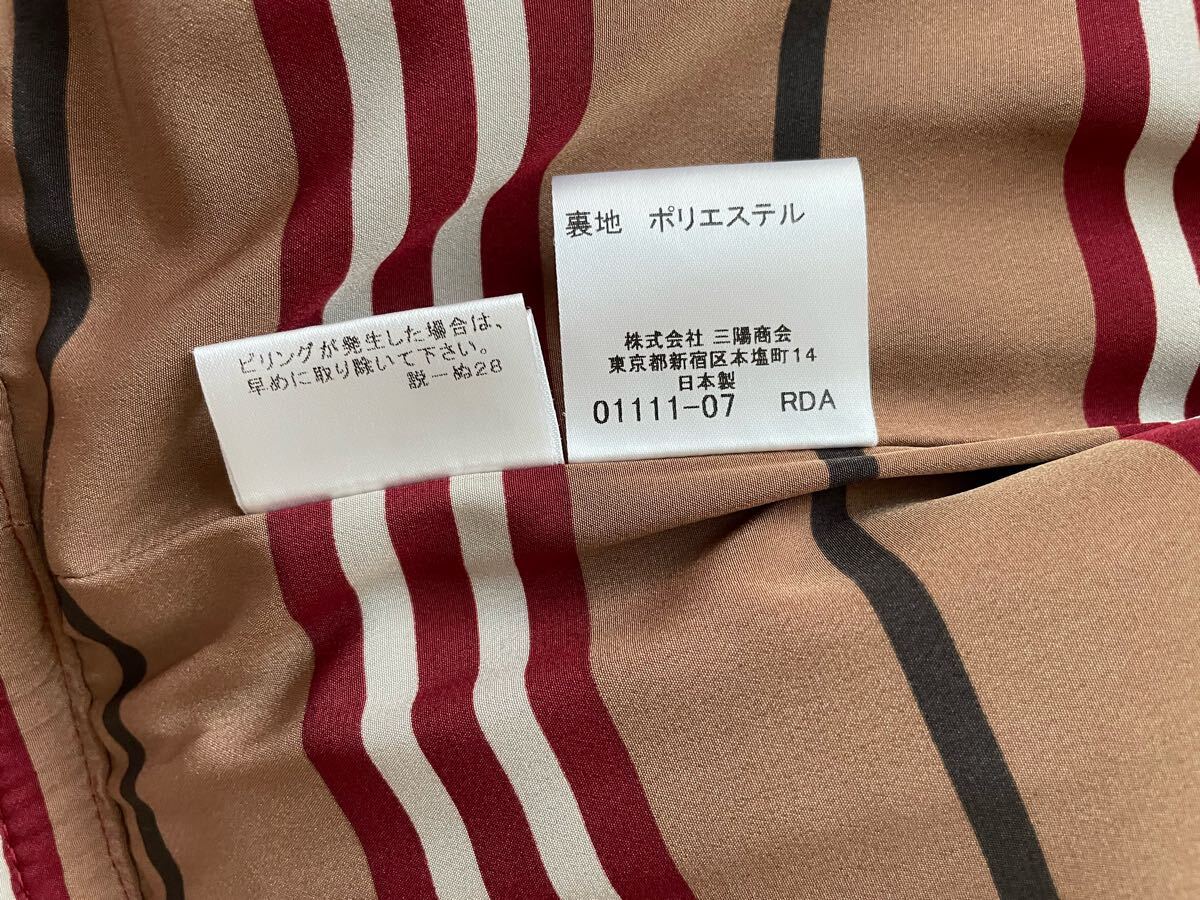 ピリングが発生した場合は、
早めに取り除いて下さい。
説－ぬ28
裏地 ポリエステル
株式会社 三陽商会
東京都新宿区本塩町14
日本製
01111-07 RDA